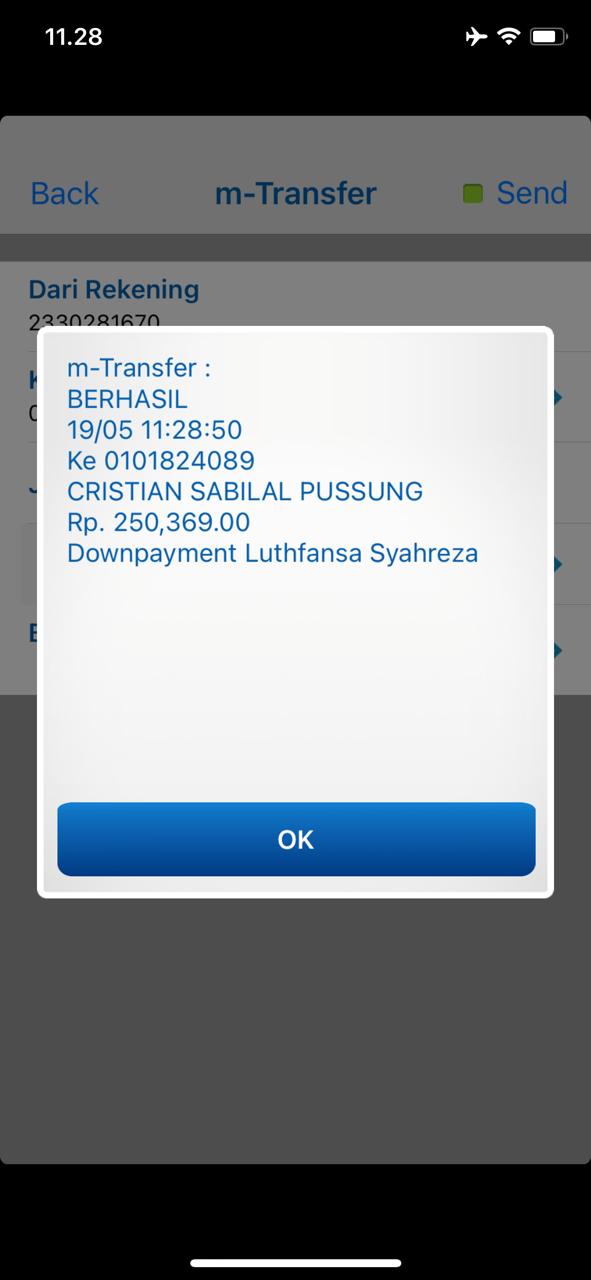 11.28
Back m-Transfer Send
Dari Rekening
2330281670
m-Transfer :
BERHASIL
19/05 11:28:50
Ke 0101824089
CRISTIAN SABILAL PUSSUNG
Rp. 250,369.00
Downpayment Luthfansa Syahreza
OK